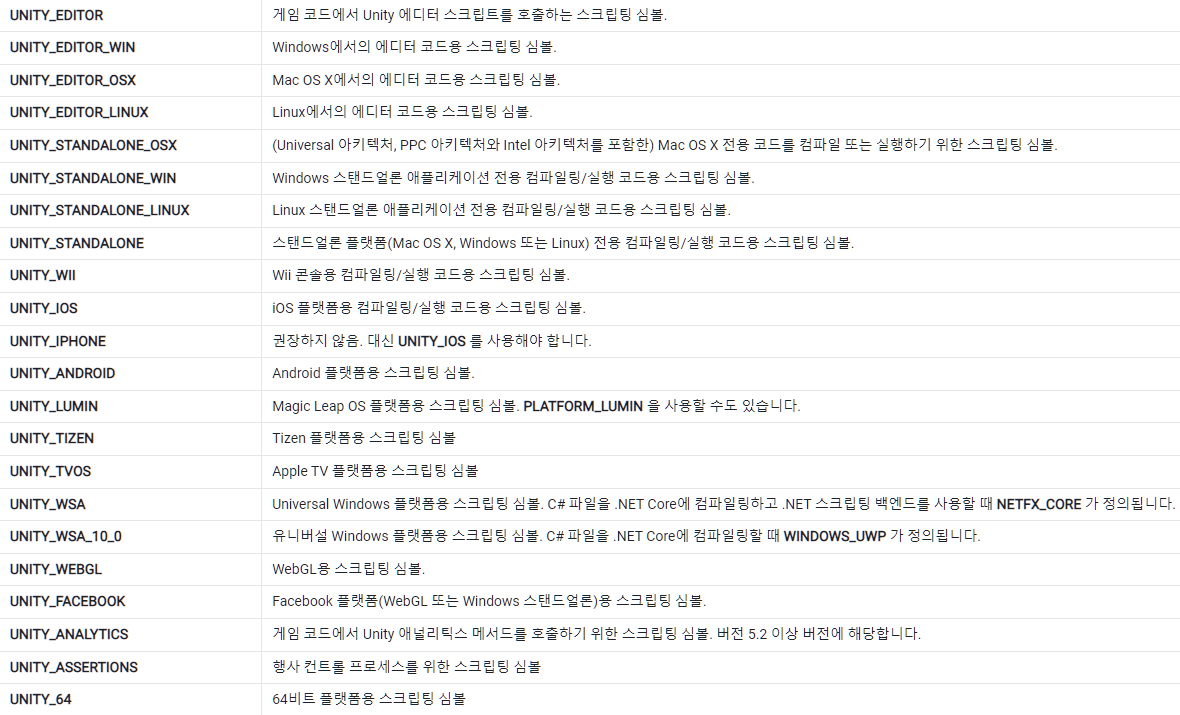 UNITY_EDITOR 게임 코드에서 Unity 에디터 스크립트를 호출하는 스크립팅 심볼.
UNITY_EDITOR_WIN Windows에서의 에디터 코드용 스크립팅 심볼.
UNITY_EDITOR_OSX Mac OS X에서의 에디터 코드용 스크립팅 심볼.
UNITY_EDITOR_LINUX Linux에서의 에디터 코드용 스크립팅 심볼.
UNITY_STANDALONE_OSX (Universal 아키텍처, PPC 아키텍처와 Intel 아키텍처를 포함한) Mac OS X 전용 코드를 컴파일 또는 실행하기 위한 스크립팅 심볼.
UNITY_STANDALONE_WIN Windows 스탠드얼론 애플리케이션 전용 컴파일링/실행 코드용 스크립팅 심볼.
UNITY_STANDALONE_LINUX Linux 스탠드얼론 애플리케이션 전용 컴파일링/실행 코드용 스크립팅 심볼.
UNITY_STANDALONE 스탠드얼론 플랫폼(Mac OS X, Windows 또는 Linux) 전용 컴파일링/실행 코드용 스크립팅 심볼.
UNITY_WII Wii 콘솔용 컴파일링/실행 코드용 스크립팅 심볼.
UNITY_IOS iOS 플랫폼용 컴파일링/실행 코드용 스크립팅 심볼.
UNITY_IPHONE 권장하지 않음. 대신 UNITY_IOS 를 사용해야 합니다.
UNITY_ANDROID Android 플랫폼용 스크립팅 심볼.
UNITY_LUMIN Magic Leap OS 플랫폼용 스크립팅 심볼. PLATFORM_LUMIN 을 사용할 수도 있습니다.
UNITY_TIZEN Tizen 플랫폼용 스크립팅 심볼
UNITY_TVOS Apple TV 플랫폼용 스크립팅 심볼
UNITY_WSA Universal Windows 플랫폼용 스크립팅 심볼. C# 파일을 .NET Core에 컴파일링하고 .NET 스크립팅 백엔드를 사용할 때 NETFX_CORE 가 정의됩니다.
UNITY_WSA_10_0 유니버설 Windows 플랫폼용 스크립팅 심볼. C# 파일을 .NET Core에 컴파일링할 때 WINDOWS_UWP 가 정의됩니다.
UNITY_WEBGL WebGL용 스크립팅 심볼.
UNITY_FACEBOOK Facebook 플랫폼(WebGL 또는 Windows 스탠드얼론)용 스크립팅 심볼.
UNITY_ANALYTICS 게임 코드에서 Unity 애널리틱스 메서드를 호출하기 위한 스크립팅 심볼. 버전 5.2 이상 버전에 해당합니다.
UNITY_ASSERTIONS 행사 컨트롤 프로세스를 위한 스크립팅 심볼
UNITY_64 64비트 플랫폼용 스크립팅 심볼